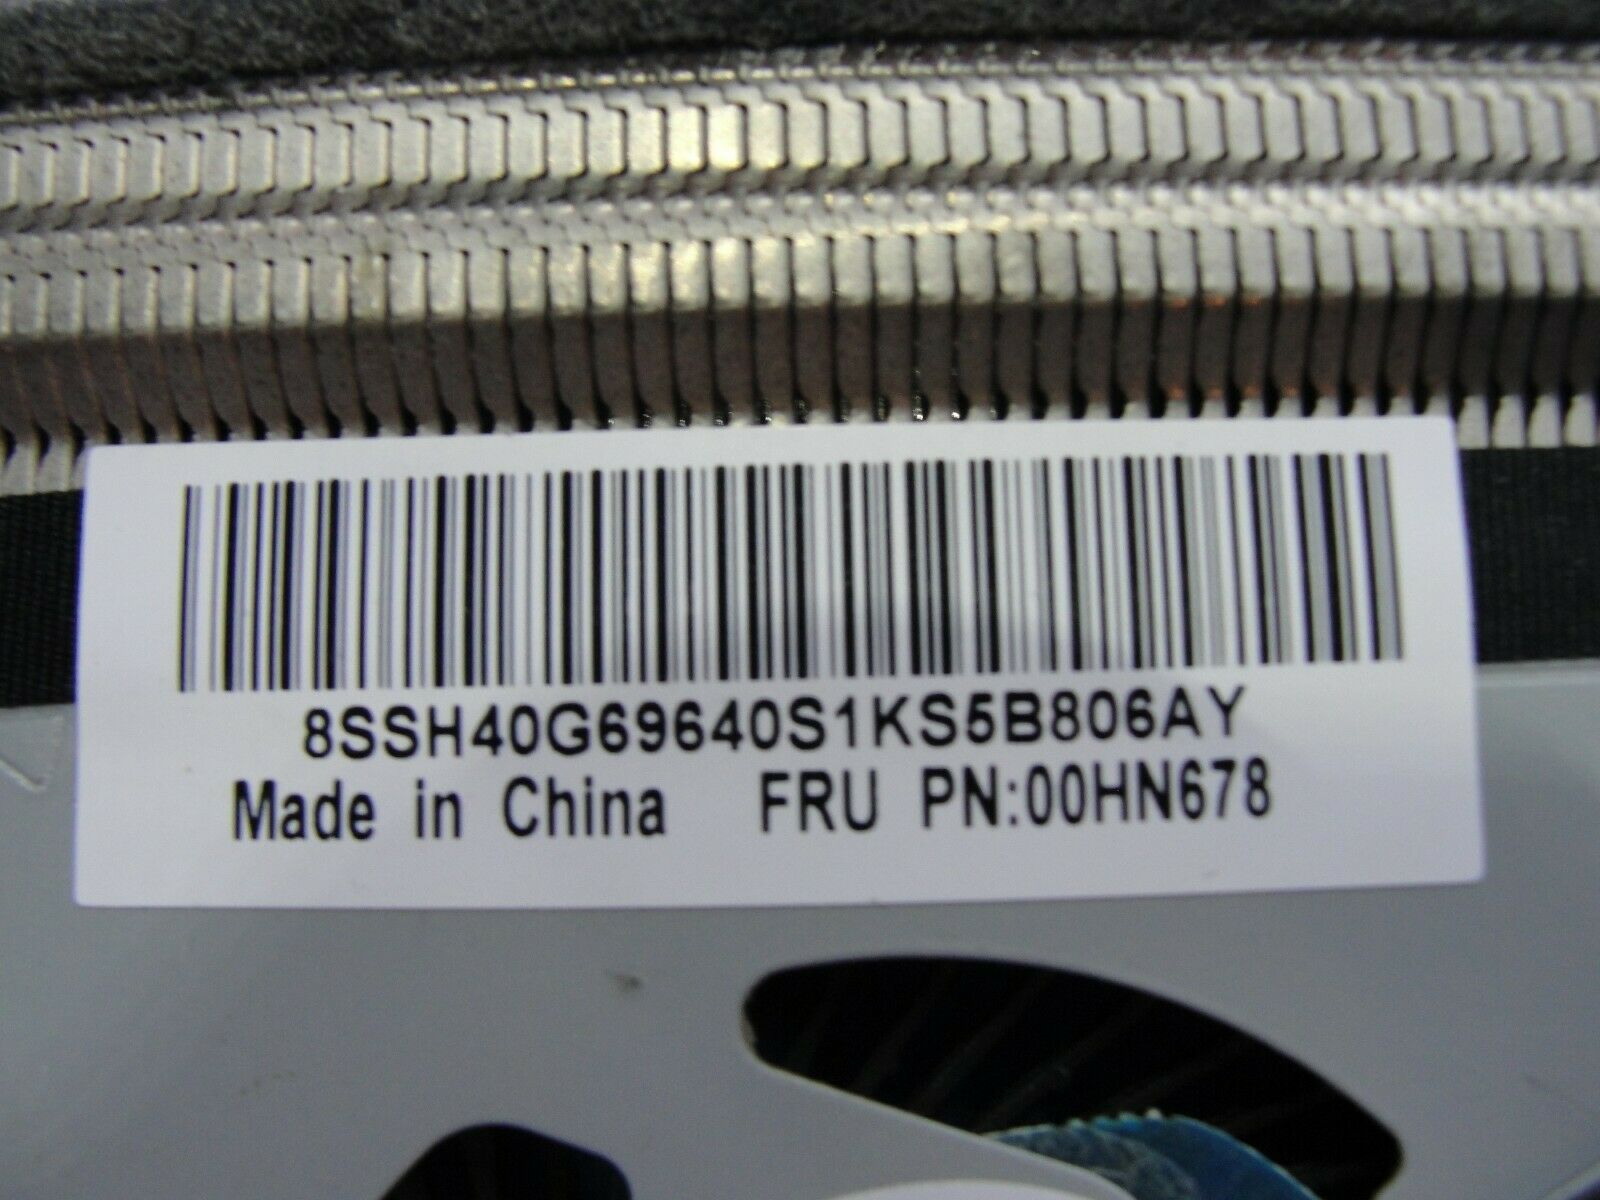 8SSH40G69640S1KS5B806AY
Made in China FRU PN:00HN678